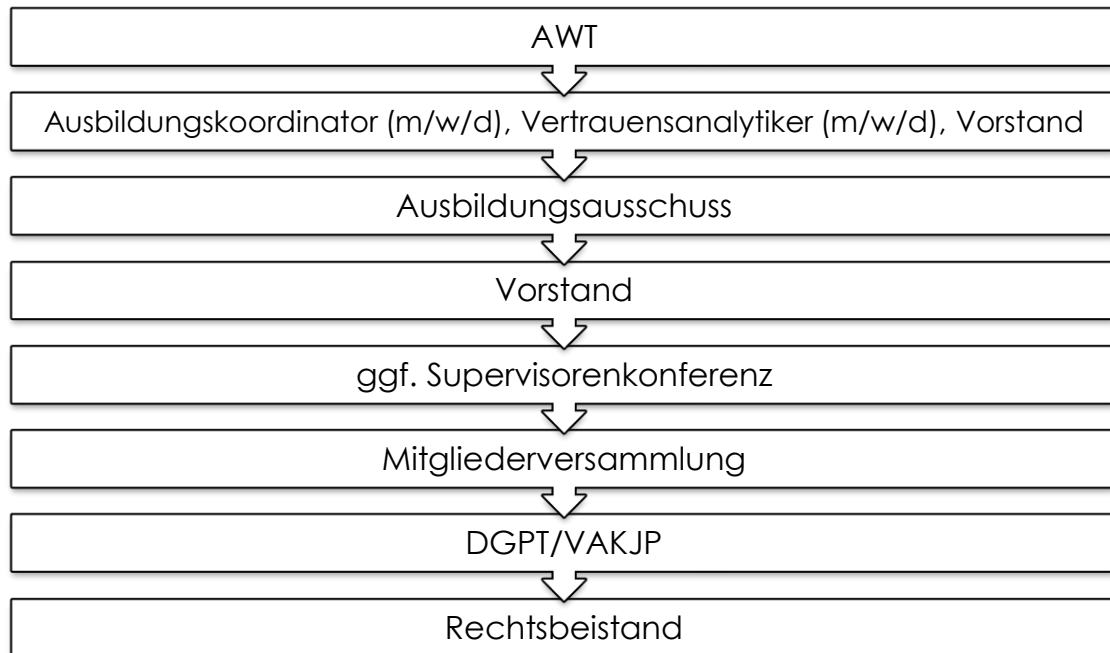 AWT
Ausbildungskoordinator (m/w/d), Vertrauensanalytiker (m/w/d), Vorstand
Ausbildungsausschuss
Vorstand
ggf. Supervisorenkonferenz
Mitgliederversammlung
DGPT/VAKJP
Rechtsbeistand